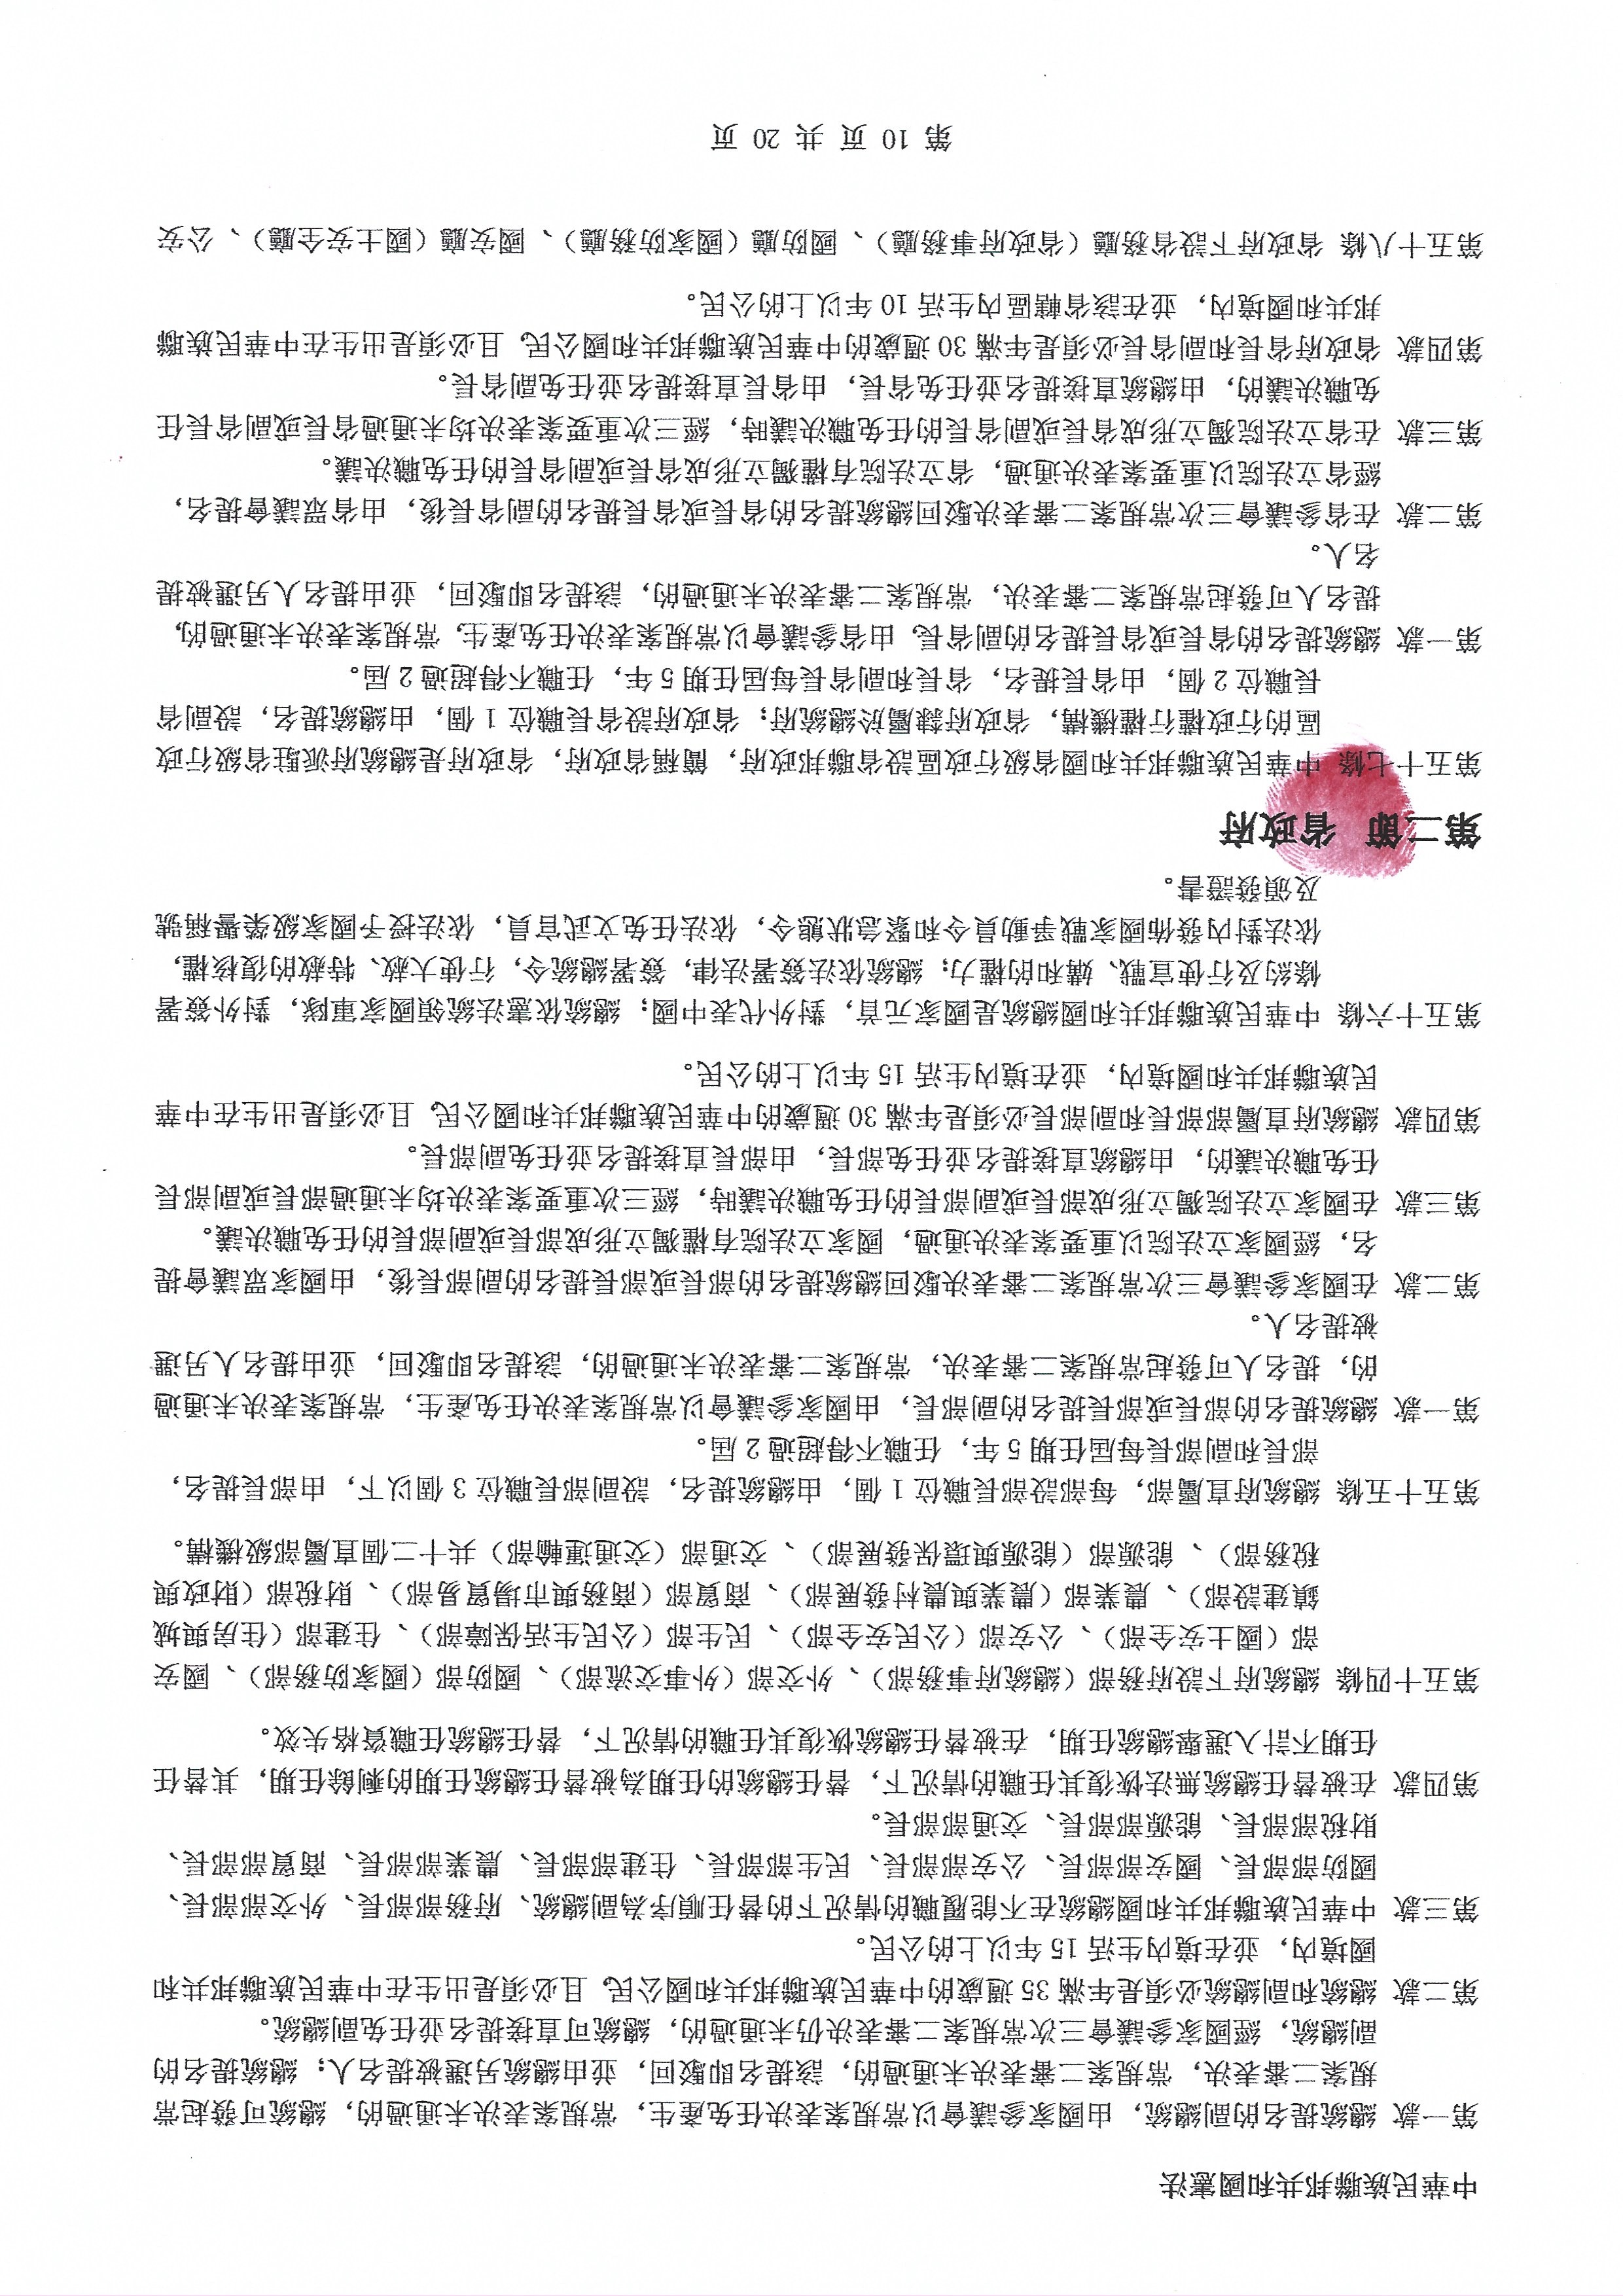 中華民族聯邦共和國憲法
第一款 總統提名的副總統，由國家參議會以常規案表決任免產生，常規案表決未通過的，總統可發起常
規案二審表決，常規案二審表決未通過的，該提名即駁回，並由總統另選被提名人；總統提名的
副總統，經國家參議會三次常規案二審表決仍未通過的，總統可直接提名並任免副總統。
第二款 總統和副總統必須是年滿 35 週歲的中華民族聯邦共和國公民，且必須是出生在中華民族聯邦共和
國境內，並在境內生活 15 年以上的公民。
第三款 中華民族聯邦共和國總統在不能履職的情況下的替任順序為副總統、府務部部長、外交部部長、
國防部部長、國安部部長、公安部部長、民生部部長、住建部部長、農業部部長、商貿部部長、
財稅部部長、能源部部長、交通部部長。
第四款 在被替任總統無法恢復其任職的情況下，替任總統的任期為被替任總統任期的剩餘任期，其替任
任期不計入選舉總統任期，在被替任總統恢復其任職的情況下，替任總統任職資格失效。
第五十四條 總統府下設府務部（總統府事務部）、外交部（外事交流部）、國防部（國家防務部）、國安
部（國土安全部）、公安部（公民安全部）、民生部（公民生活保障部）、住建部（住房與城
鎮建設部）、農業部（農業與農村發展部）、商貿部（商務與市場貿易部）、財稅部（財政與
稅務部）、能源部（能源與環保發展部）、交通部（交通運輸部）共十二個直屬部級機構。
第五十五條 總統府直屬部，每部設部長職位 1 個，由總統提名，設副部長職位 3 個以下，由部長提名，
部長和副部長每屆任期 5 年，任職不得超過 2 屆。
第一款 總統提名的部長或部長提名的副部長，由國家參議會以常規案表決任免產生，常規案表決未通過
的，提名人可發起常規案二審表決，常規案二審表決未通過的，該提名即駁回，並由提名人另選
被提名人。
第二款 在國家參議會三次常規案二審表決駁回總統提名的部長或部長提名的副部長後，由國家眾議會提
名，經國家立法院以重要案表決通過，國家立法院有權獨立形成部長或副部長的任免職決議。
第三款 在國家立法院獨立形成部長或副部長的任免職決議時，經三次重要案表決均未通過部長或副部長
任免職決議的，由總統直接提名並任免部長，由部長直接提名並任免副部長。
第四款 總統府直屬部部長和副部長必須是年滿 30 週歲的中華民族聯邦共和國公民，且必須是出生在中華
民族聯邦共和國境內，並在境內生活 15 年以上的公民。
第五十六條 中華民族聯邦共和國總統是國家元首，對外代表中國；總統依憲法統領國家軍隊，對外簽署
條約及行使宣戰、媾和的權力；總統依法簽署法律，簽署總統令，行使大赦、特赦的復核權，
依法對內發佈國家戰爭動員令和緊急狀態令，依法任免文武官員，依法授予國家級榮譽稱號
及頒發證書。
第二節 省政府
第五十七條 中華民族聯邦共和國省級行政區設省聯邦政府，簡稱省政府，省政府是總統府派駐省級行政
區的行政權行權機構，省政府隸屬於總統府；省政府設省長職位 1 個，由總統提名，設副省
長職位 2 個，由省長提名，省長和副省長每屆任期 5 年，任職不得超過 2 屆。
第一款 總統提名的省長或省長提名的副省長，由省參議會以常規案表決任免產生，常規案表決未通過的，
提名人可發起常規案二審表決，常規案二審表決未通過的，該提名即駁回，並由提名人另選被提
名人。
第二款 在省參議會三次常規案二審表決駁回總統提名的省長或省長提名的副省長後，由省眾議會提名，
經省立法院以重要案表決通過，省立法院有權獨立形成省長或副省長的任免職決議。
第三款 在省立法院獨立形成省長或副省長的任免職決議時，經三次重要案表決均未通過省長或副省長任
免職決議的，由總統直接提名並任免省長，由省長直接提名並任免副省長。
第四款 省政府省長和副省長必須是年滿 30 週歲的中華民族聯邦共和國公民，且必須是出生在中華民族聯
邦共和國境內，並在該省轄區內生活 10 年以上的公民。
第五十八條 省政府下設省務廳（省政府事務廳）、國防廳（國家防務廳）、國安廳（國土安全廳）、公安
第 10 页 共 20 页